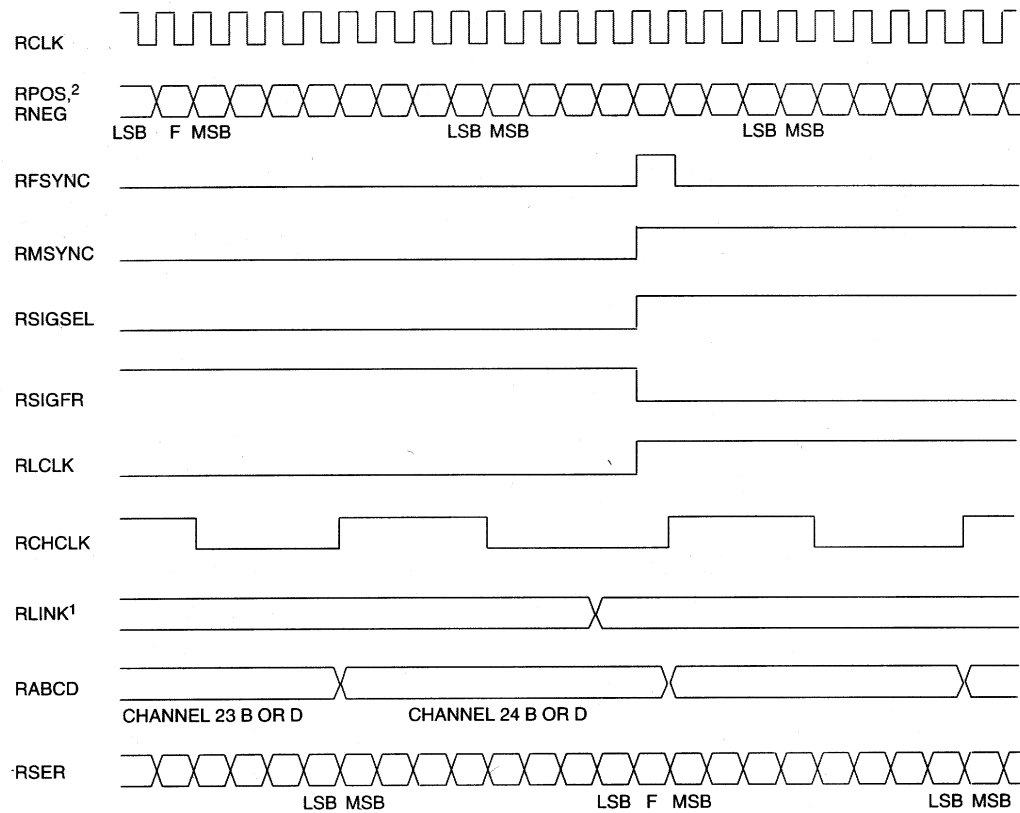 RCLK
RPOS,2
RNEG
LSB F MSB LSB MSB LSB MSB
RFSYNC
RMSYNC
RSIGSEL
RSIGFR
RLCLK
RCHCLK
RLINK1
RABCD
CHANNEL 23 B OR D CHANNEL 24 B OR D
RSER
LSB MSB LSB F MSB LSB MSB